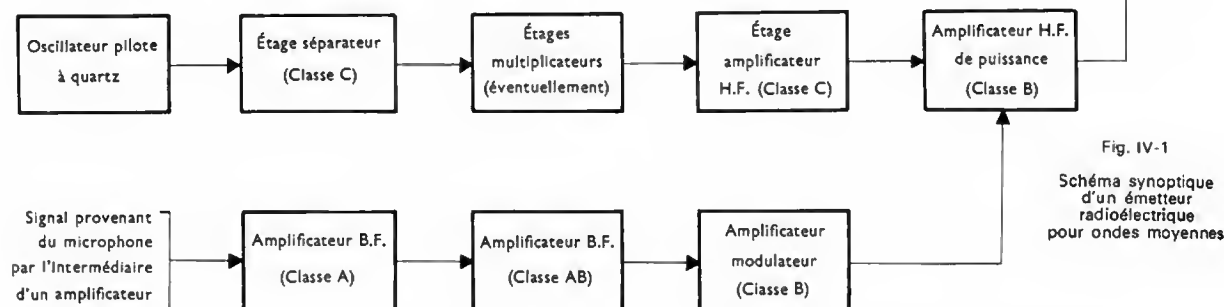 Oscillateur pilote
à quartz
Étage séparateur
(Classe C)
Étages
multiplicateurs
(éventuellement)
Étage
amplificateur
H.F. (Classe C)
Amplificateur H.F.
de puissance
(Classe B)
Fig. IV-1
Schéma synoptique
d'un émetteur
radioélectrique
pour ondes moyennes
Signal provenant
du microphone
par l'Intermédiaire
d'un amplificateur
Amplificateur B.F.
(Classe A)
Amplificateur B.F.
(Classe AB)
Amplificateur
modulateur
(Classe B)